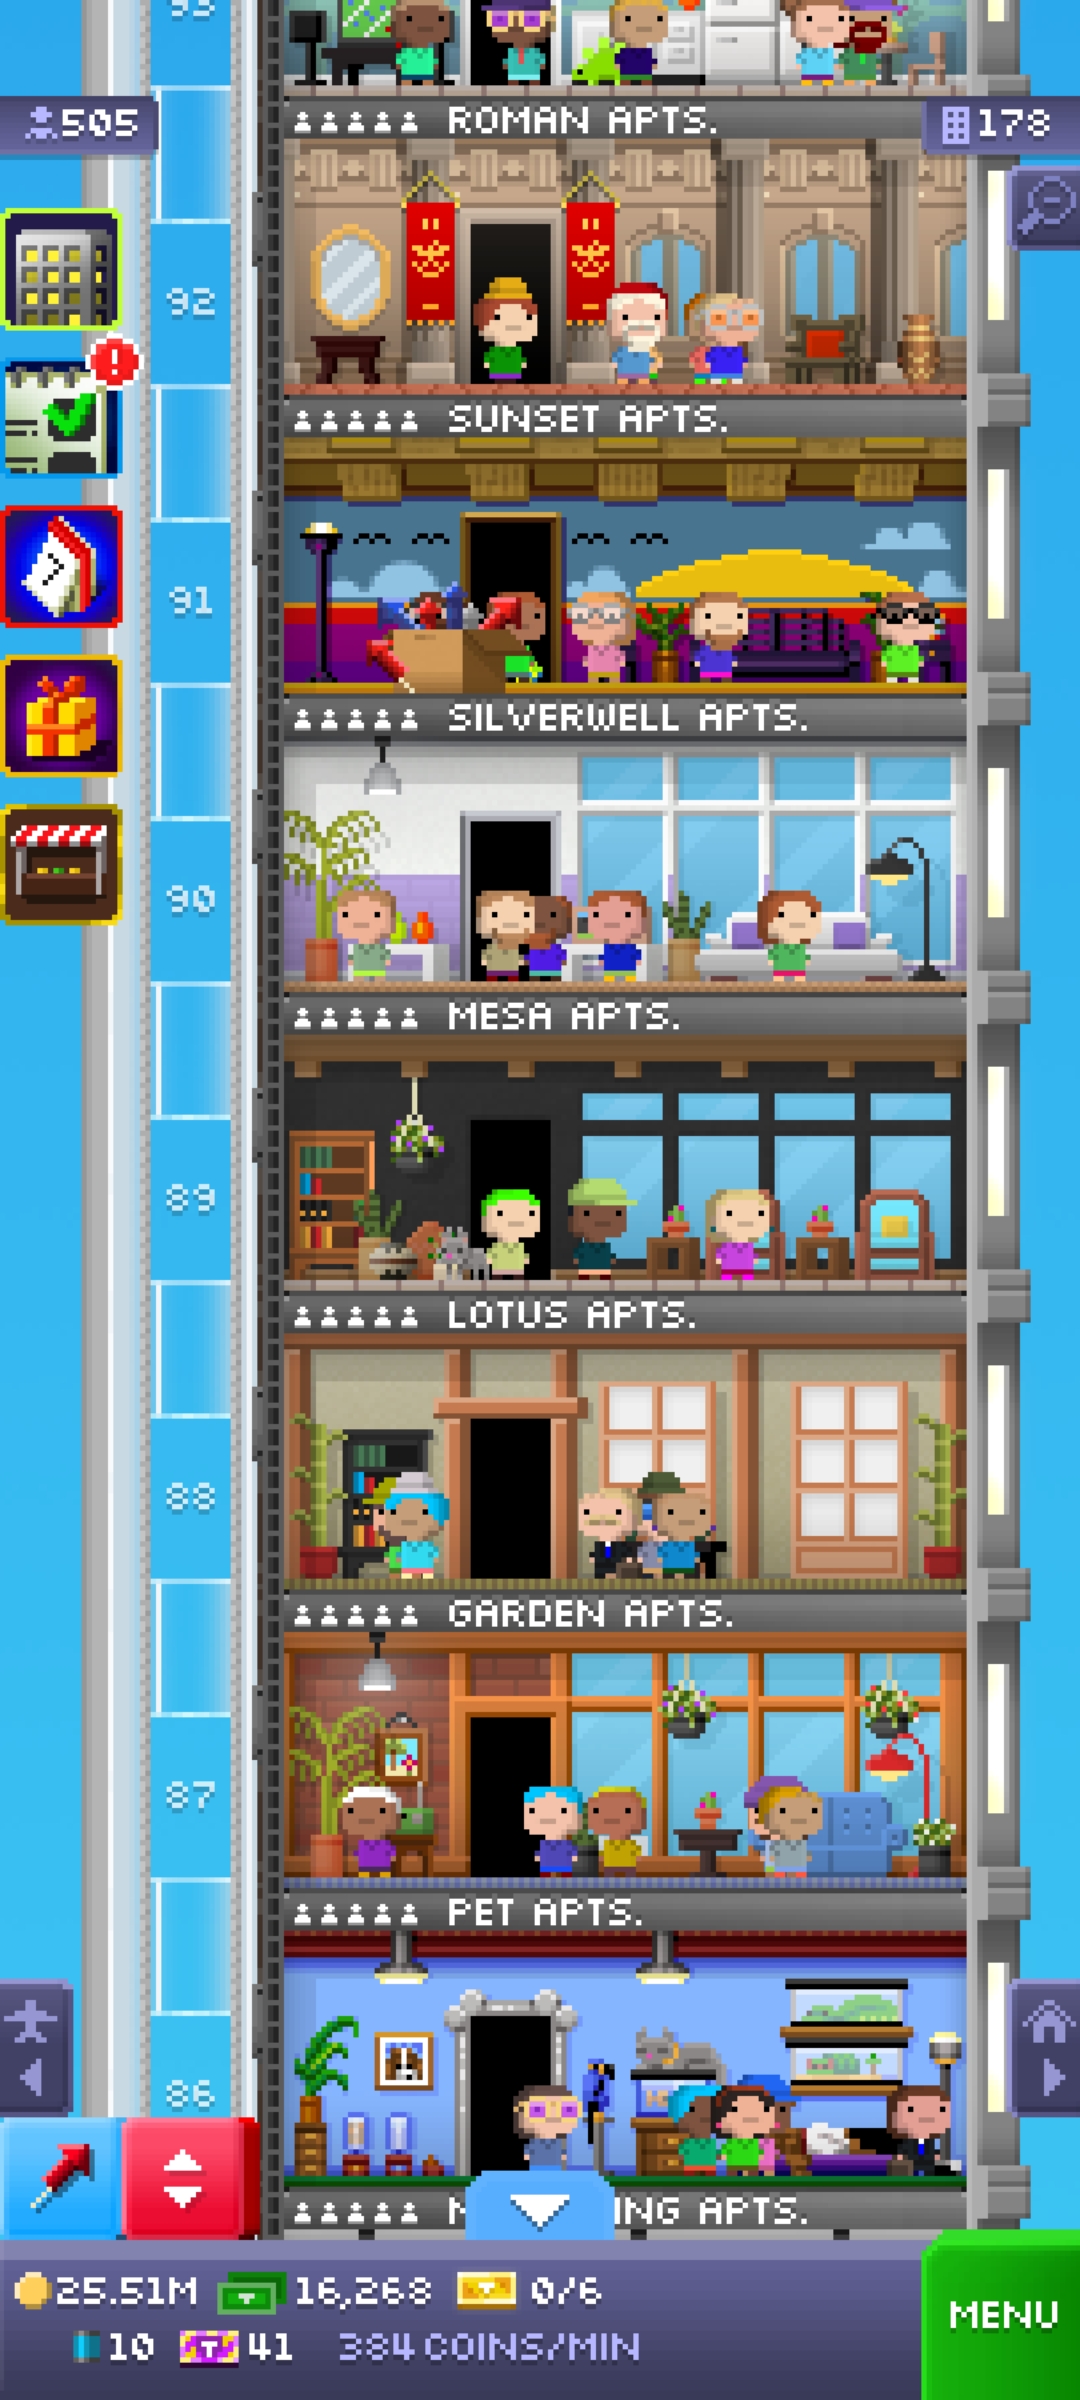 93
505
ROMAN APTS.
178
92
SUNSET APTS.
91
7
SILVERWELL APTS.
90
MESA APTS.
89
LOTUS APTS.
88
GARDEN APTS.
87
PET APTS.
86
ING APTS.
25.51M 16,268 0/6
MENU
10 T 41 384 COINS/MIN